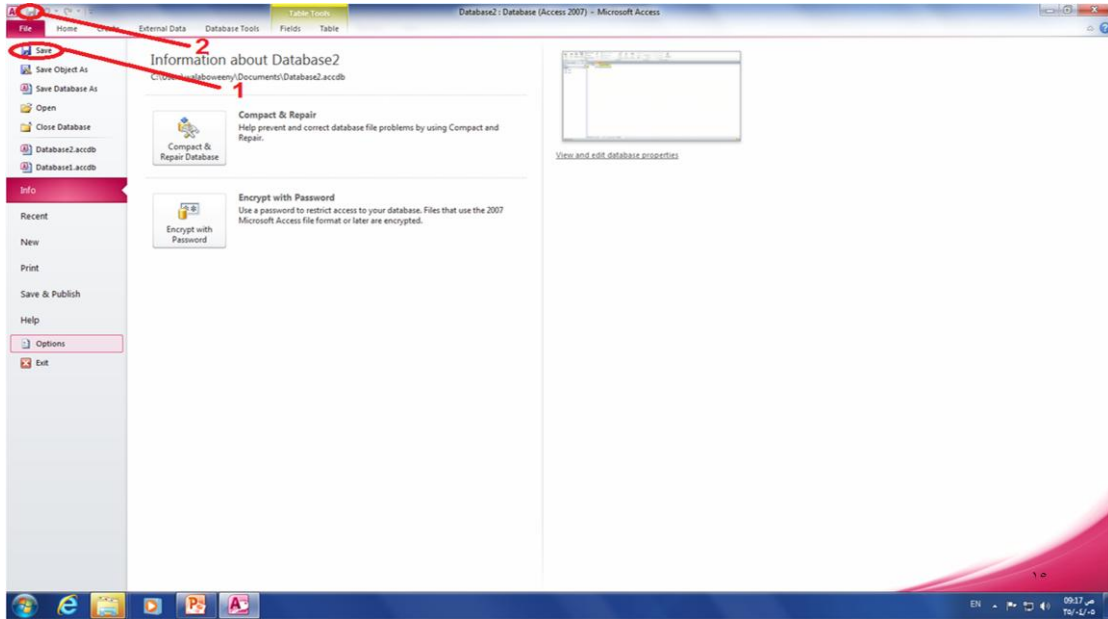 Table Tools
Database2 : Database (Access 2007) - Microsoft Access
File Home External Data Database Tools Fields Table
2
Save
Save Object As
Save Database As
Open
Close Database
Database2.accdb
Database1.accdb
Info
Recent
New
Print
Save & Publish
Help
Options
Exit
Information about Database2
1
Compact & Repair Database
Compact & Repair
Help prevent and correct database file problems by using Compact and
Repair.
Encrypt with Password
Encrypt with Password
Use a password to restrict access to your database. Files that use the 2007
Microsoft Access file format or later are encrypted.
View and edit database properties
١٥
EN
09:17 ص